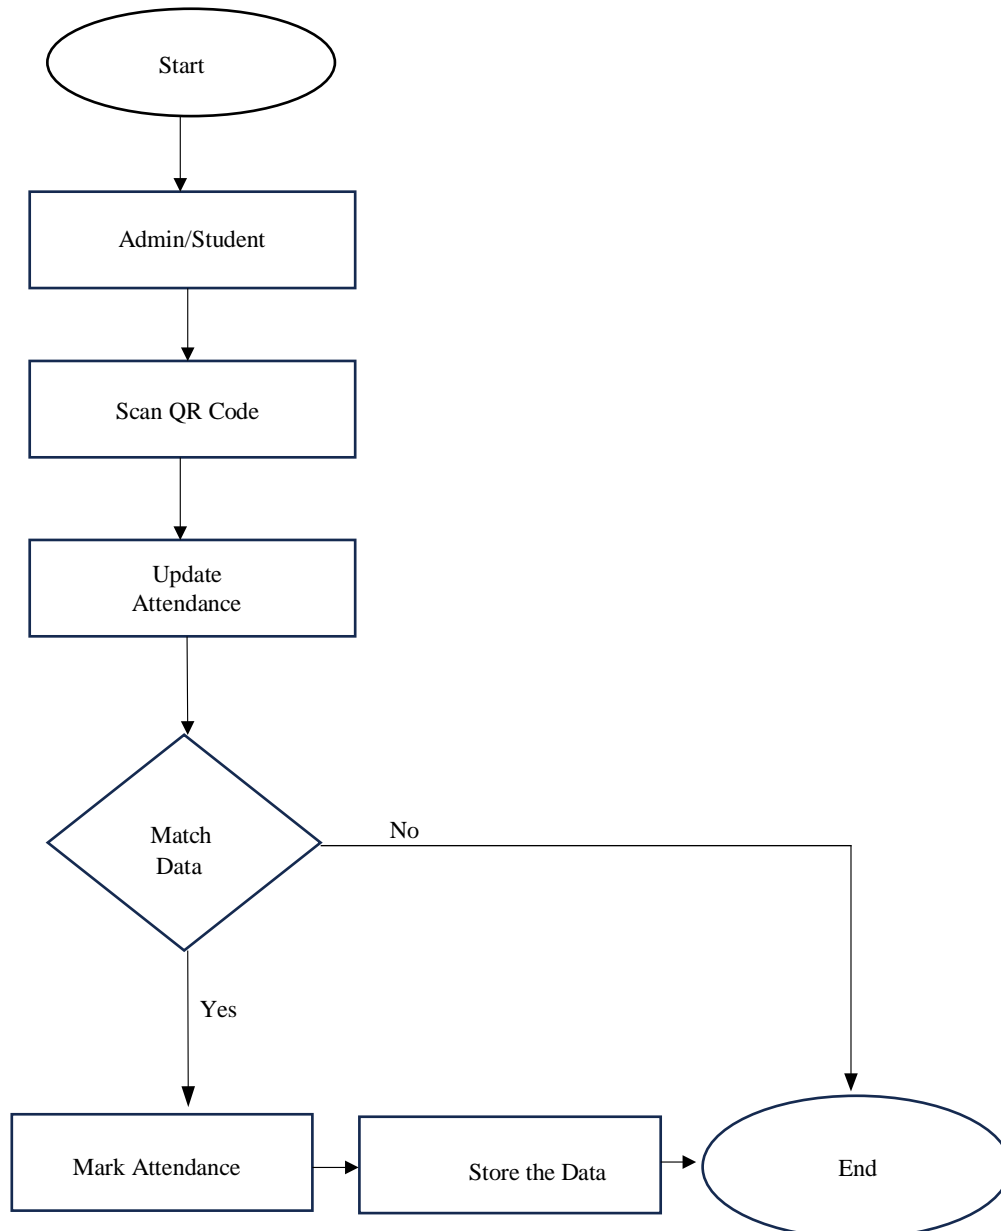 Start
Admin/Student
Scan QR Code
Update
Attendance
Match
Data
No
Yes
Mark Attendance
Store the Data
End